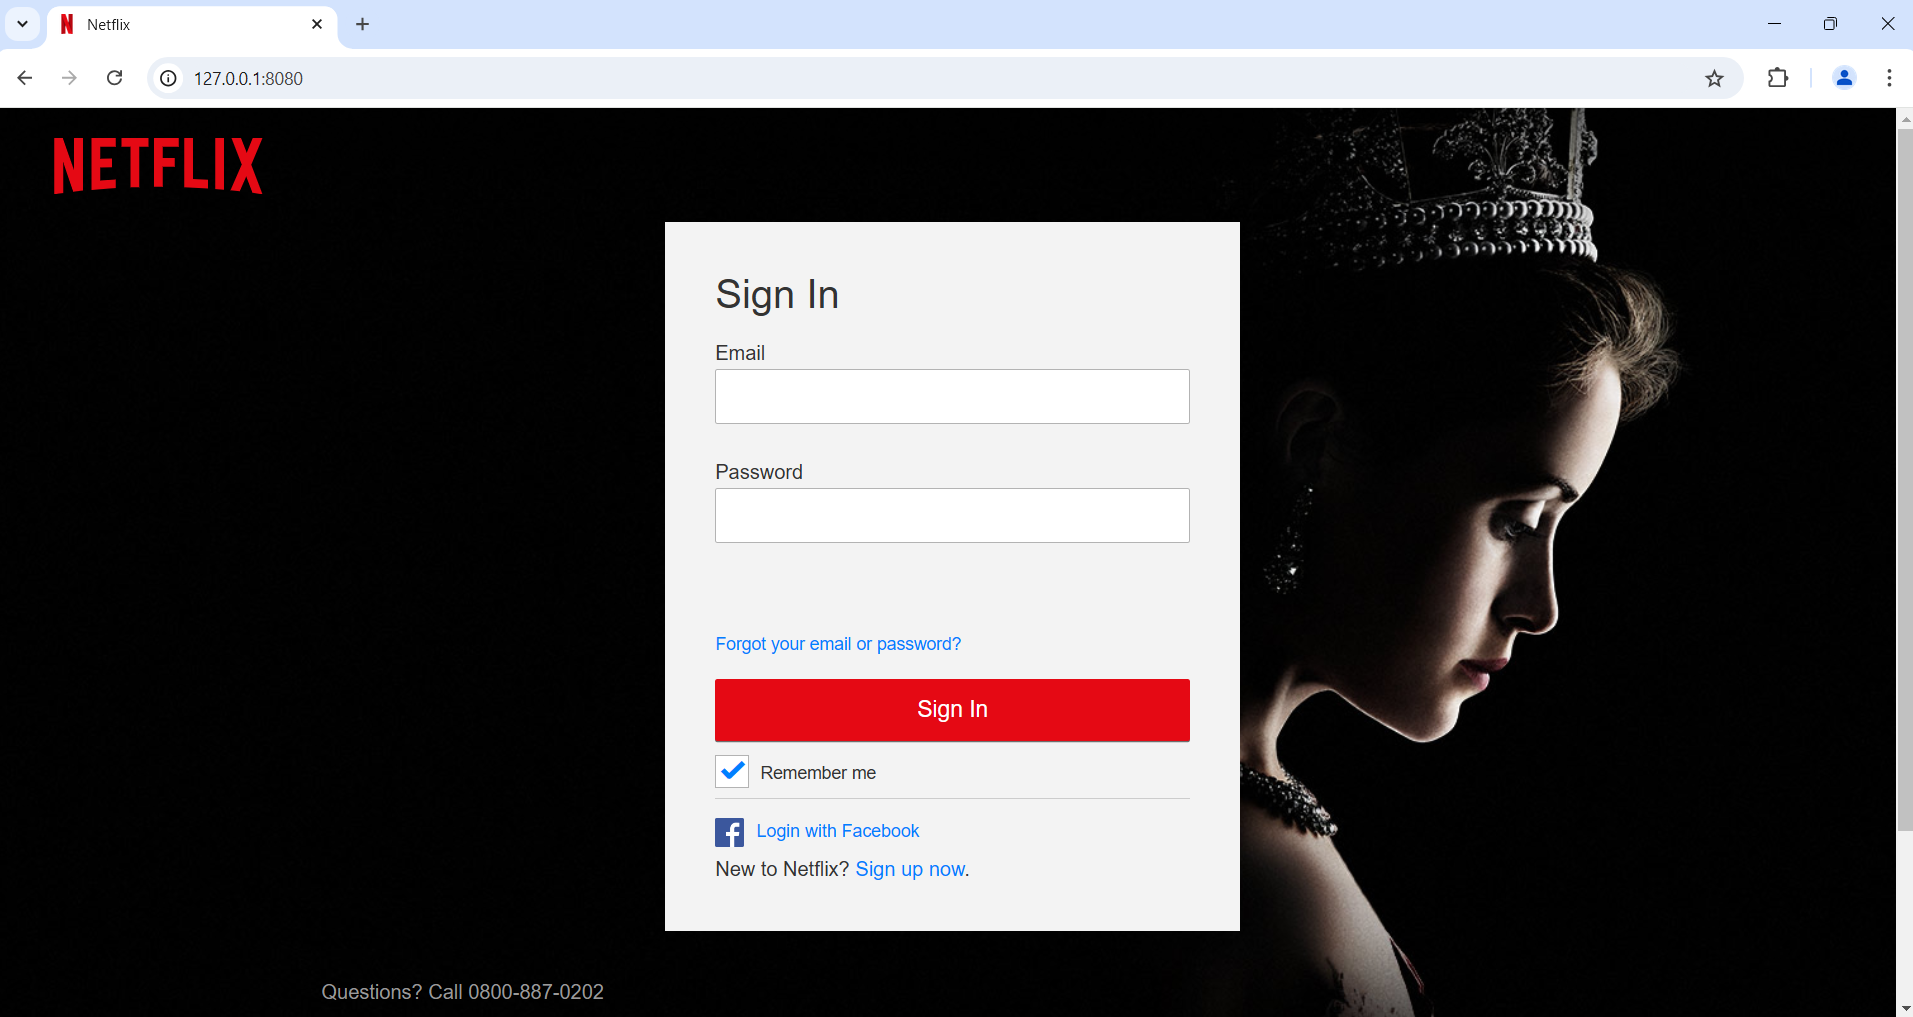 Netflix
127.0.0.1:8080
NETFLIX
Sign In
Email
Password
Forgot your email or password?
Sign In
Remember me
Login with Facebook
New to Netflix? Sign up now.
Questions? Call 0800-887-0202